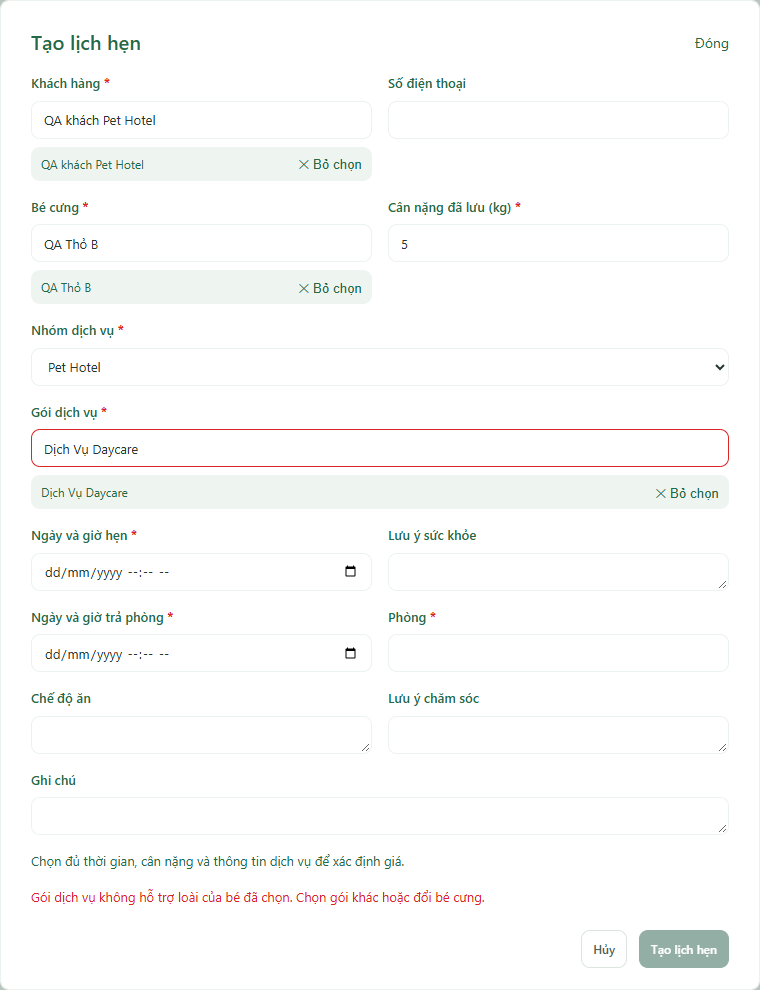 Tạo lịch hẹn
Đóng
Khách hàng *
Số điện thoại
QA khách Pet Hotel
QA khách Pet Hotel
Bỏ chọn
Bé cưng *
Cân nặng đã lưu (kg) *
QA Thỏ B
5
QA Thỏ B
Bỏ chọn
Nhóm dịch vụ *
Pet Hotel
Gói dịch vụ *
Dịch Vụ Daycare
Dịch Vụ Daycare
Bỏ chọn
Ngày và giờ hẹn *
Lưu ý sức khỏe
dd/mm/yyyy --:-- --
Ngày và giờ trả phòng *
Phòng *
dd/mm/yyyy --:-- --
Chế độ ăn
Lưu ý chăm sóc
Ghi chú
Chọn đủ thời gian, cân nặng và thông tin dịch vụ để xác định giá.
Gói dịch vụ không hỗ trợ loài của bé đã chọn. Chọn gói khác hoặc đổi bé cưng.
Hủy
Tạo lịch hẹn